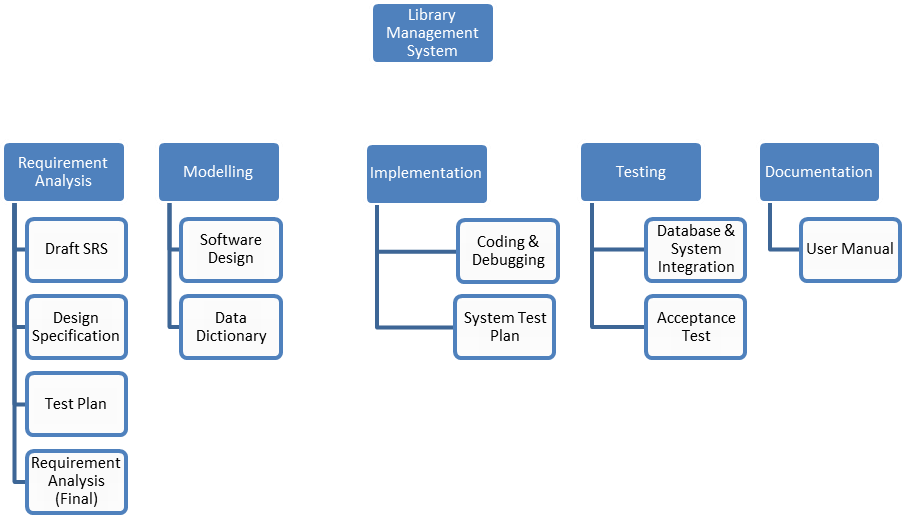 Library
Management
System
Requirement
Analysis
Modelling
Implementation
Testing
Documentation
Draft SRS
Design
Specification
Test Plan
Requirement
Analysis
(Final)
Software
Design
Data
Dictionary
Coding &
Debugging
System Test
Plan
Database &
System
Integration
Acceptance
Test
User Manual